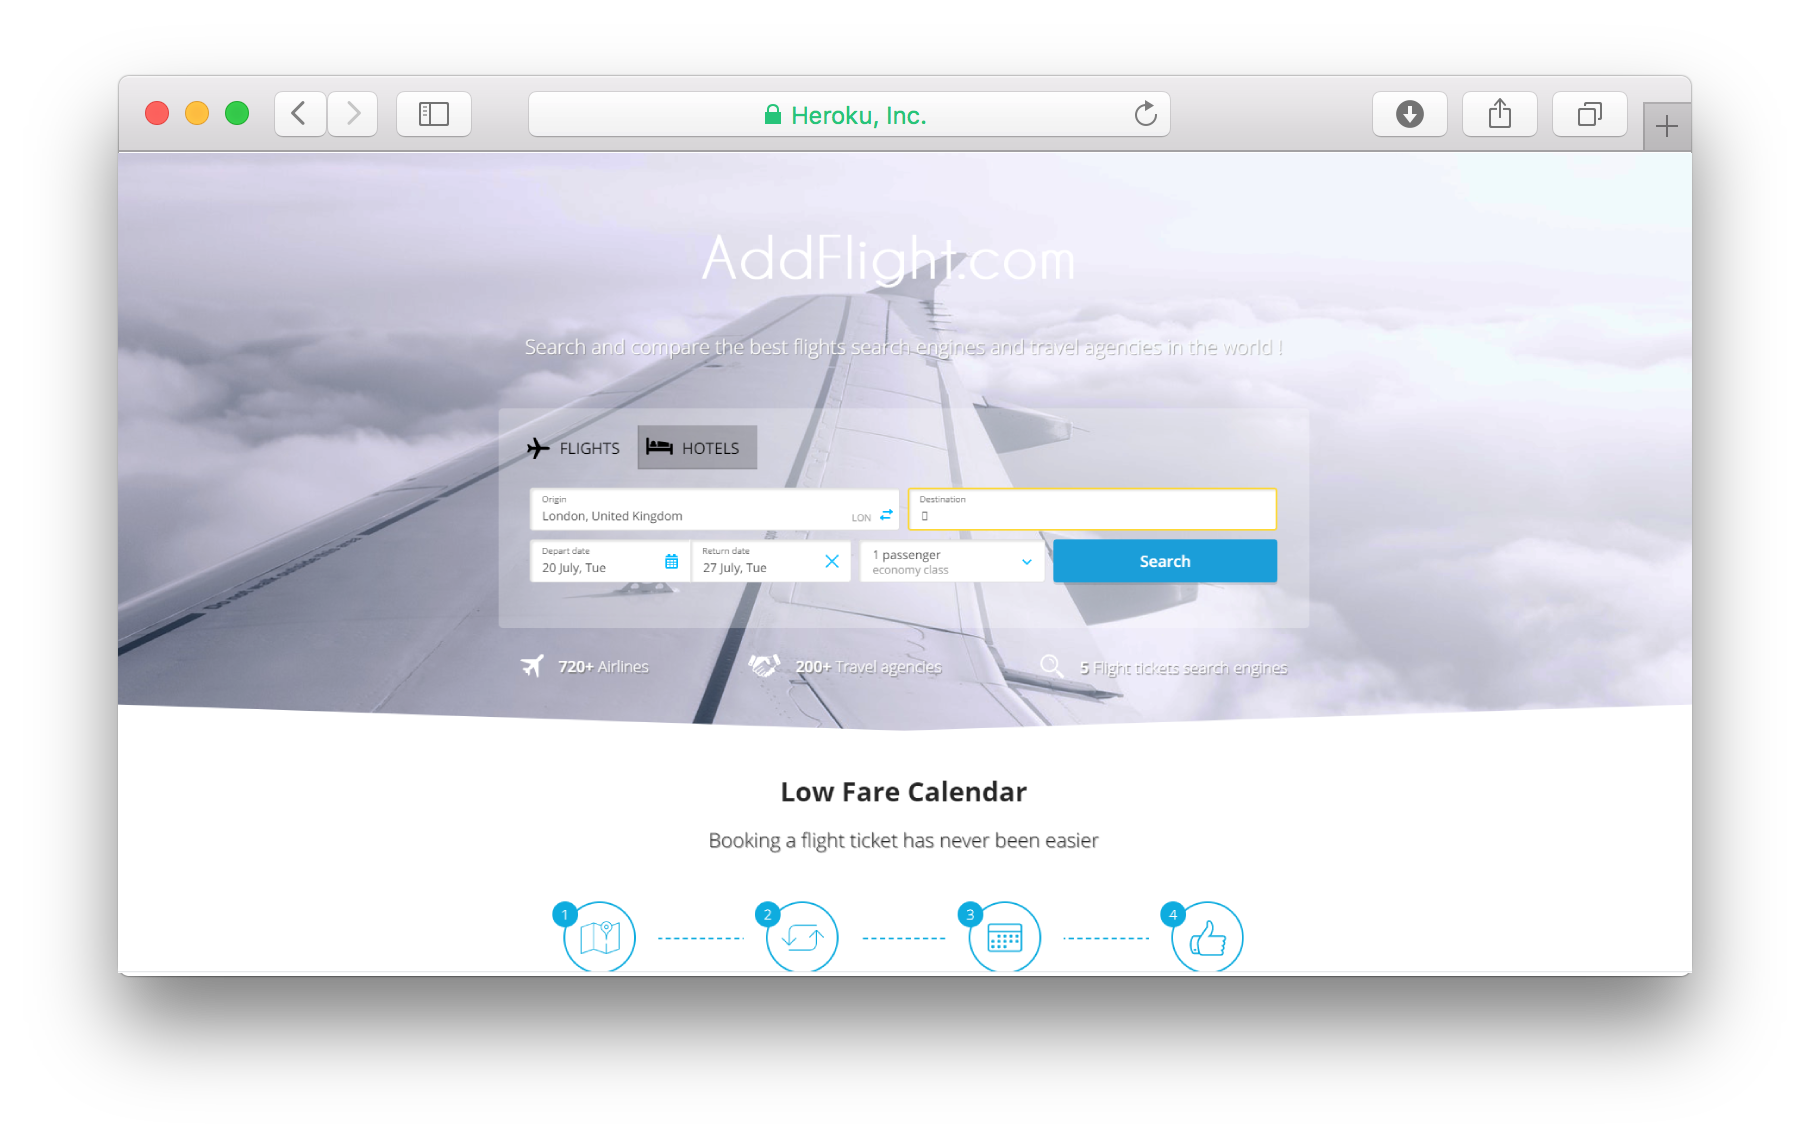 Heroku, Inc.
AddFlight.com
Search and compare the best flights search engines and travel agencies in the world !
FLIGHTS HOTELS
Origin
London, United Kingdom LON
Destination
Depart date
20 July, Tue
Return date
27 July, Tue
1 passenger
economy class
Search
720+ Airlines
200+ Travel agencies
5 Flight tickets search engines
Low Fare Calendar
Booking a flight ticket has never been easier
1 2 3 4